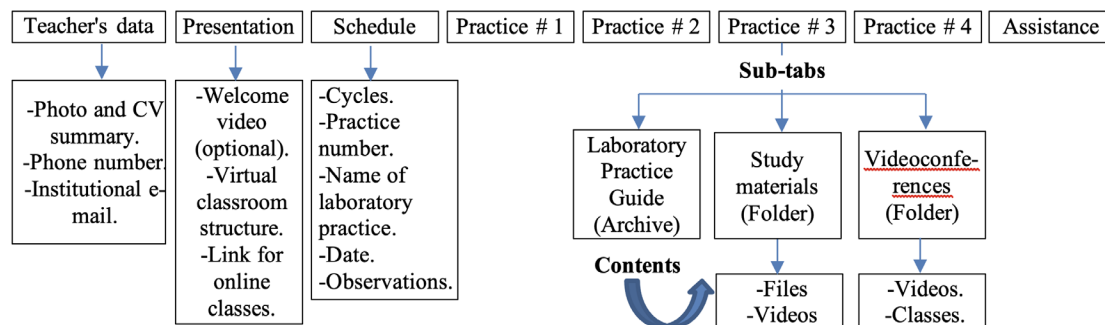 Teacher's data
Presentation
Schedule
Practice # 1
Practice # 2
Practice # 3
Practice # 4
Assistance
-Photo and CV
summary.
-Phone number.
-Institutional e-
mail.
-Welcome
video
(optional).
-Virtual
classroom
structure.
-Link for
online
classes.
-Cycles.
-Practice
number.
-Name of
laboratory
practice.
-Date.
-Observations.
Sub-tabs
Laboratory
Practice
Guide
(Archive)
Study
materials
(Folder)
Videoconfe-
rences
(Folder)
Contents
-Files
-Videos
-Videos.
-Classes.